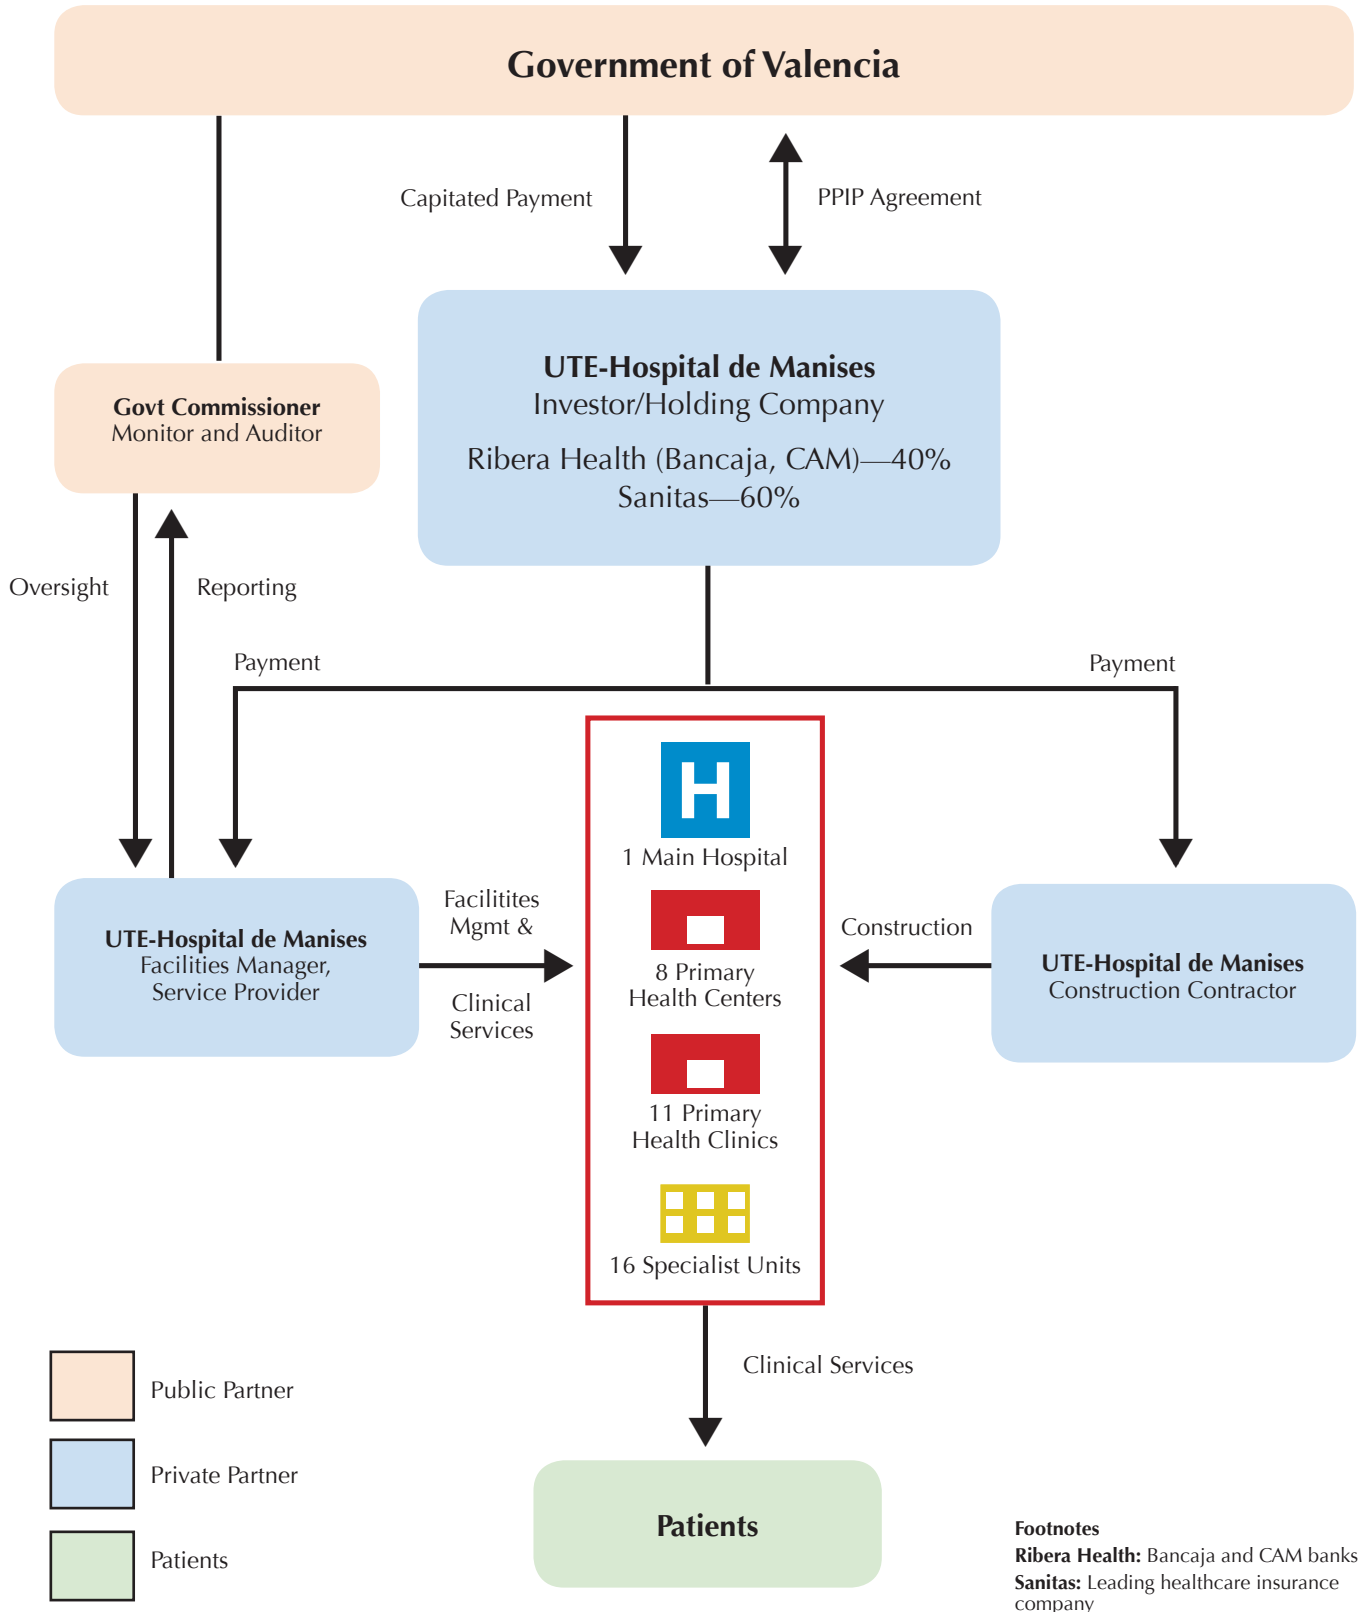 Government of Valencia
Capitated Payment
PPIP Agreement
UTE-Hospital de Manises
Investor/Holding Company
Ribera Health (Bancaja, CAM)—40%
Sanitas—60%
Govt Commissioner
Monitor and Auditor
Oversight
Reporting
Payment
Payment
H
1 Main Hospital
8 Primary
Health Centers
11 Primary
Health Clinics
16 Specialist Units
UTE-Hospital de Manises
Facilities Manager,
Service Provider
Facilitites
Mgmt &
Clinical
Services
Construction
UTE-Hospital de Manises
Construction Contractor
Clinical Services
Patients
Public Partner
Private Partner
Patients
Footnotes
Ribera Health: Bancaja and CAM banks
Sanitas: Leading healthcare insurance
company